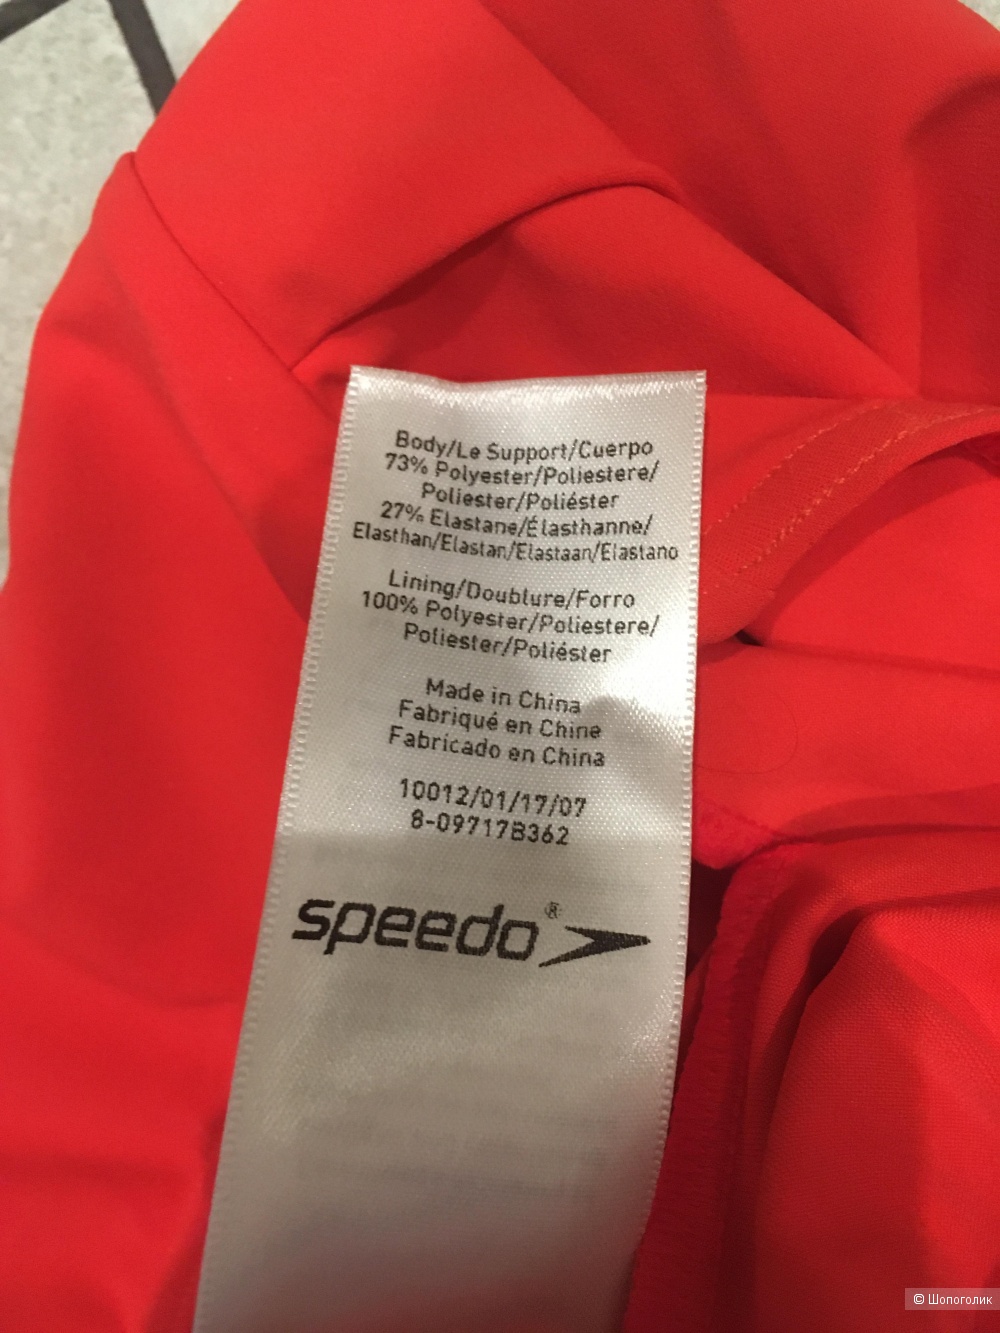 Body/Le Support/Cuerpo
73% Polyester/Poliestere/
Poliester/Poliéster
27% Elastane/Élasthanne/
Elasthan/Elastan/Elastaan/Elastano
Lining/Doublure/Forro
100% Polyester/Poliestere/
Poliester/Poliéster
Made in China
Fabriqué en Chine
Fabricado en China
10012/01/17/07
8-09717B362
speedo®
© Шопоголик